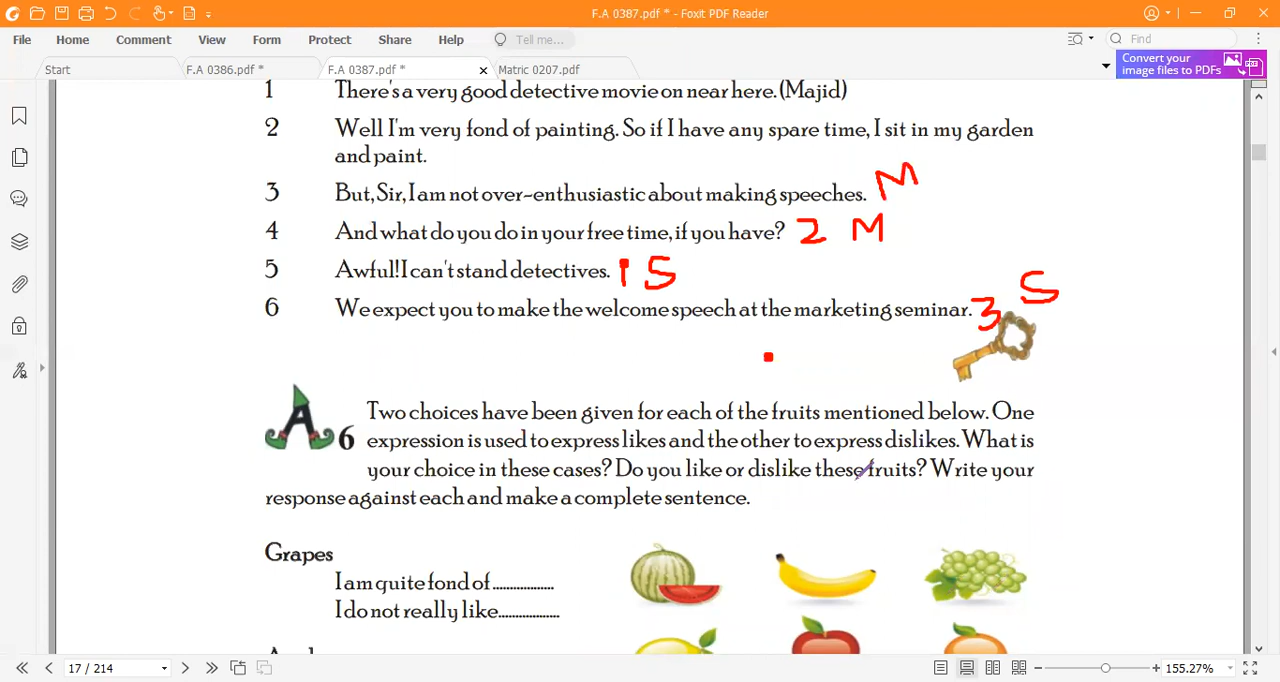 F.A 0387.pdf * - Foxit PDF Reader
File Home Comment View Form Protect Share Help Tell me... Find
Start F.A 0386.pdf * F.A 0387.pdf * Matric 0207.pdf
Convert your
image files to PDFs
1 There's a very good detective movie on near here. (Majid)
2 Well I'm very fond of painting. So if I have any spare time, I sit in my garden
and paint.
3 But, Sir, I am not over-enthusiastic about making speeches. M
4 And what do you do in your free time, if you have? 2 M
5 Awful! I can't stand detectives. 1 S
6 We expect you to make the welcome speech at the marketing seminar. 3 S
A 6 Two choices have been given for each of the fruits mentioned below. One
expression is used to express likes and the other to express dislikes. What is
your choice in these cases? Do you like or dislike these fruits? Write your
response against each and make a complete sentence.
Grapes
I am quite fond of ..................
I do not really like..................
17 / 214 155.27%